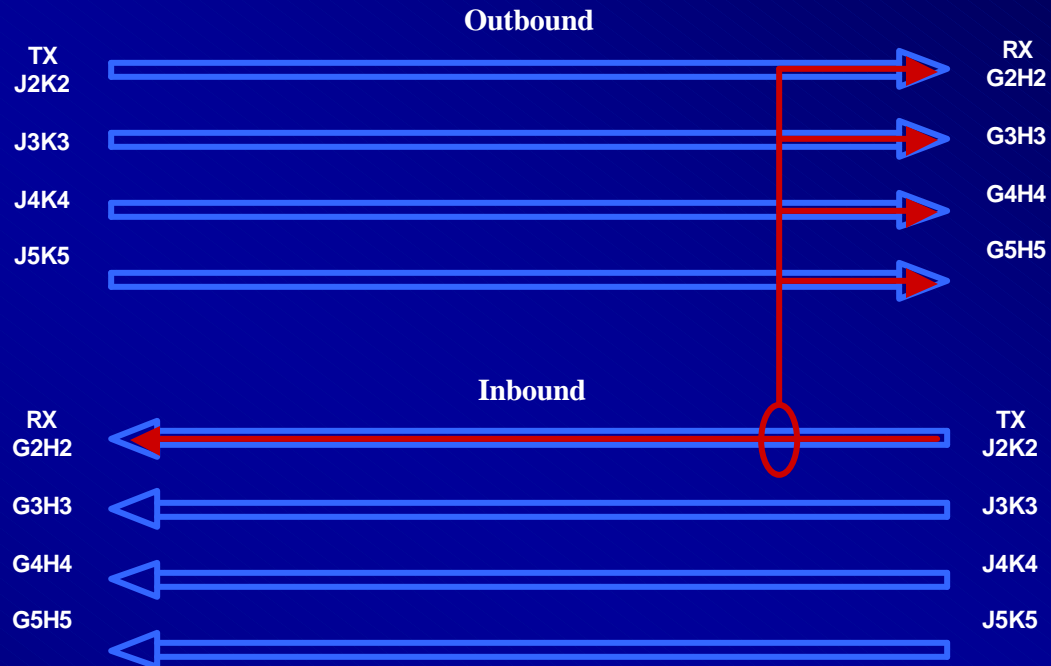 Outbound
TX
J2K2
RX
G2H2
J3K3
G3H3
J4K4
G4H4
J5K5
G5H5
Inbound
RX
G2H2
TX
J2K2
G3H3
J3K3
G4H4
J4K4
G5H5
J5K5